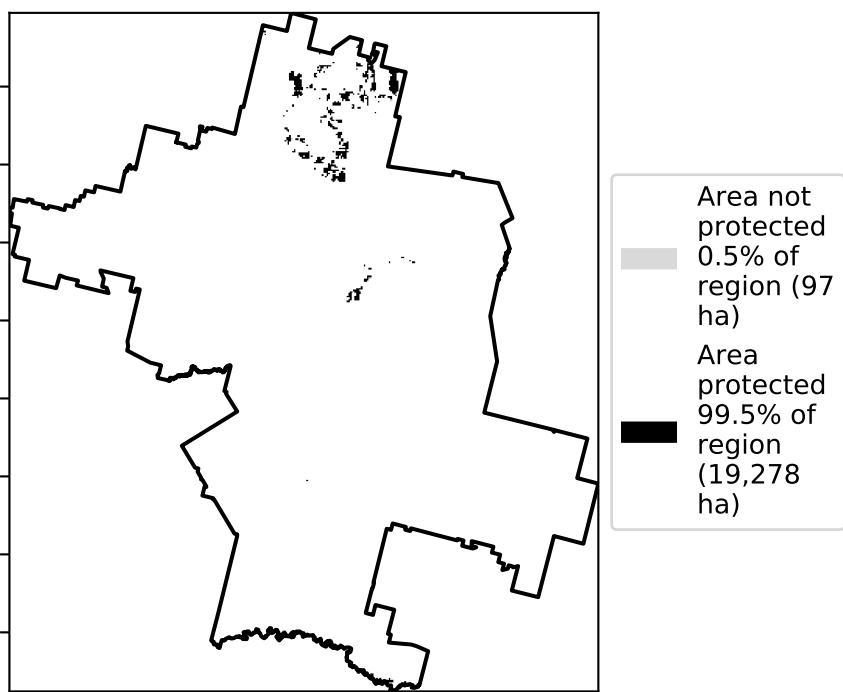 Area not
protected
0.5% of
region (97
ha)
Area
protected
99.5% of
region
(19,278
ha)